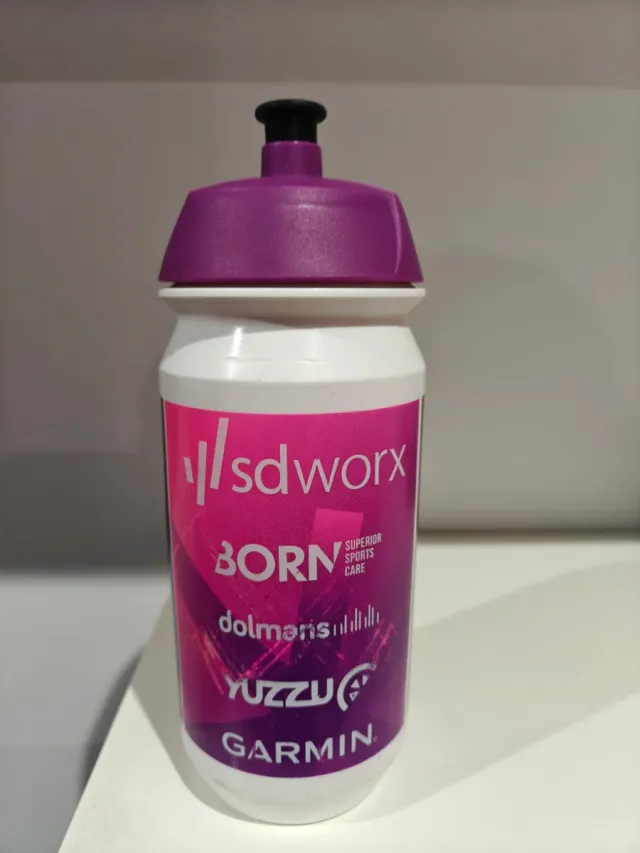 sdworx
BORN SUPERIOR
SPORTS
CARE
dolmans
YUZZU
GARMIN